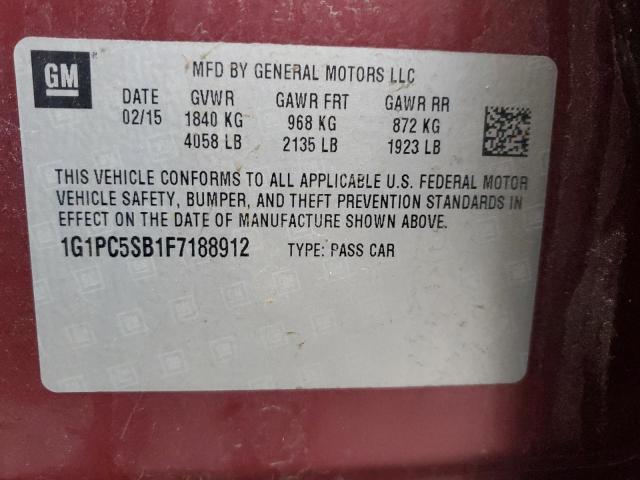 GM
MFD BY GENERAL MOTORS LLC
DATE GVWR GAWR FRT GAWR RR
02/15 1840 KG 968 KG 872 KG
4058 LB 2135 LB 1923 LB
THIS VEHICLE CONFORMS TO ALL APPLICABLE U.S. FEDERAL MOTOR
VEHICLE SAFETY, BUMPER, AND THEFT PREVENTION STANDARDS IN
EFFECT ON THE DATE OF MANUFACTURE SHOWN ABOVE.
1G1PC5SB1F7188912 TYPE: PASS CAR